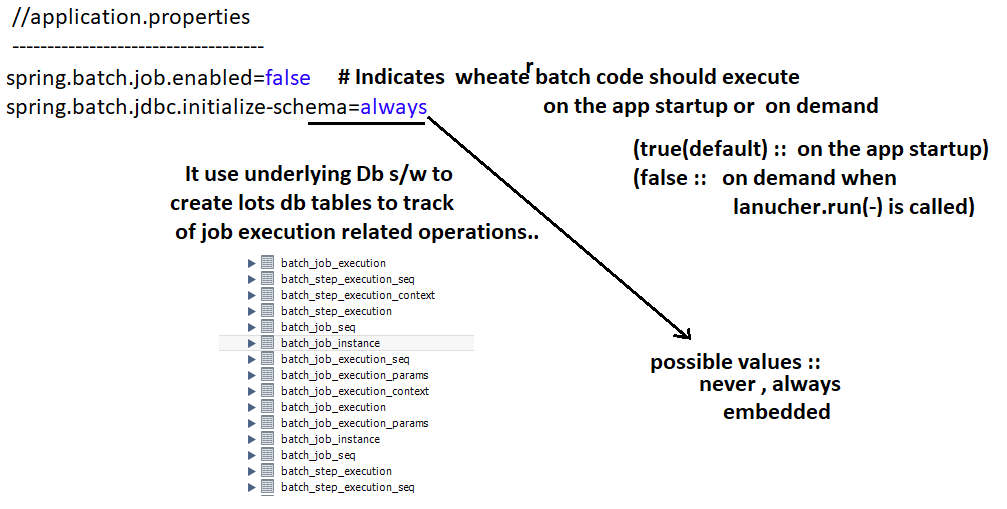 //application.properties
------------------------------------
spring.batch.job.enabled=false # Indicates wheater batch code should execute
spring.batch.jdbc.initialize-schema=always on the app startup or on demand
(true(default) :: on the app startup)
(false :: on demand when
lanucher.run(-) is called)
It use underlying Db s/w to
create lots db tables to track
of job execution related operations..
batch_job_execution
batch_step_execution_seq
batch_step_execution_context
batch_step_execution
batch_job_seq
batch_job_instance
batch_job_execution_seq
batch_job_execution_params
batch_job_execution_context
batch_job_execution
batch_job_execution_params
batch_job_instance
batch_job_seq
batch_step_execution
batch_step_execution_seq
possible values ::
never , always
embedded